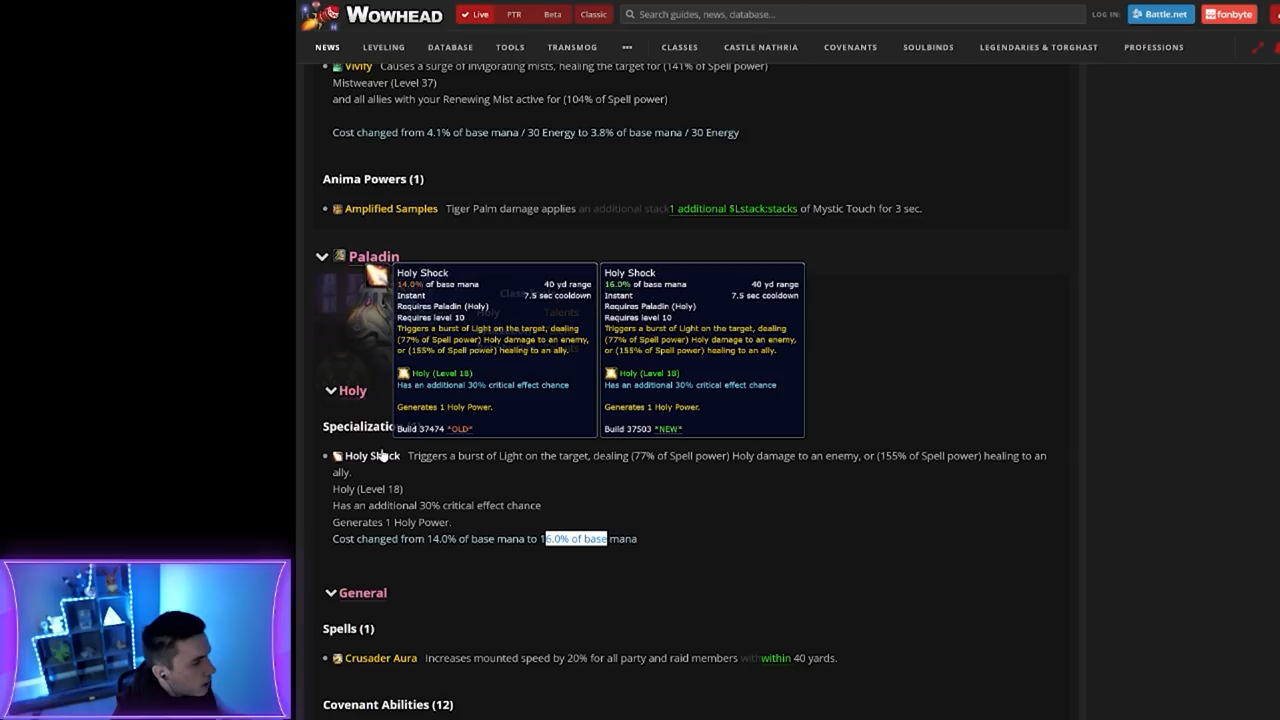 WOWHEAD
Live PTR Beta Classic
Search guides, news, database...
LOG IN: Battle.net fanbyte
NEWS LEVELING DATABASE TOOLS TRANSMOG ••• CLASSES CASTLE NATHRIA COVENANTS SOULBINDS LEGENDARIES & TORGHAST PROFESSIONS
Vivify Causes a surge of invigorating mists, healing the target for (141% of Spell power)
Mistweaver (Level 37)
and all allies with your Renewing Mist active for (104% of Spell power)
Cost changed from 4.1% of base mana / 30 Energy to 3.8% of base mana / 30 Energy
Anima Powers (1)
Amplified Samples Tiger Palm damage applies an additional stack1 additional $Lstack:stacks of Mystic Touch for 3 sec.
Paladin
Holy Shock
14.0% of base mana 40 yd range
Instant 7.5 sec cooldown
Requires Paladin (Holy)
Requires level 10
Triggers a burst of Light on the target, dealing
(77% of Spell power) Holy damage to an enemy,
or (155% of Spell power) healing to an ally.
Holy (Level 18)
Has an additional 30% critical effect chance
Generates 1 Holy Power.
Build 37474 *OLD*
Holy Shock
16.0% of base mana 40 yd range
Instant 7.5 sec cooldown
Requires Paladin (Holy)
Requires level 10
Triggers a burst of Light on the target, dealing
(77% of Spell power) Holy damage to an enemy,
or (155% of Spell power) healing to an ally.
Holy (Level 18)
Has an additional 30% critical effect chance
Generates 1 Holy Power.
Build 37503 *NEW*
Holy Talents
Holy
Holy Shock Triggers a burst of Light on the target, dealing (77% of Spell power) Holy damage to an enemy, or (155% of Spell power) healing to an
ally.
Holy (Level 18)
Has an additional 30% critical effect chance
Generates 1 Holy Power.
Cost changed from 14.0% of base mana to 16.0% of base mana
General
Spells (1)
Crusader Aura Increases mounted speed by 20% for all party and raid members within 40 yards.
Covenant Abilities (12)